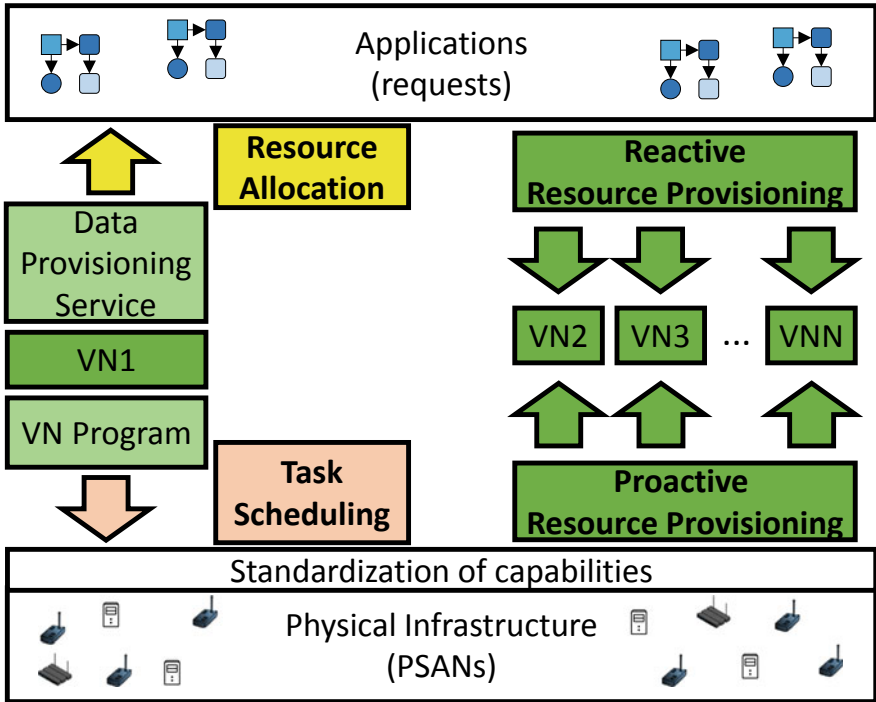 Applications
(requests)
Resource
Allocation
Reactive
Resource Provisioning
Data
Provisioning
Service
VN1
VN Program
VN2
VN3
...
VNN
Task
Scheduling
Proactive
Resource Provisioning
Standardization of capabilities
Physical Infrastructure
(PSANs)